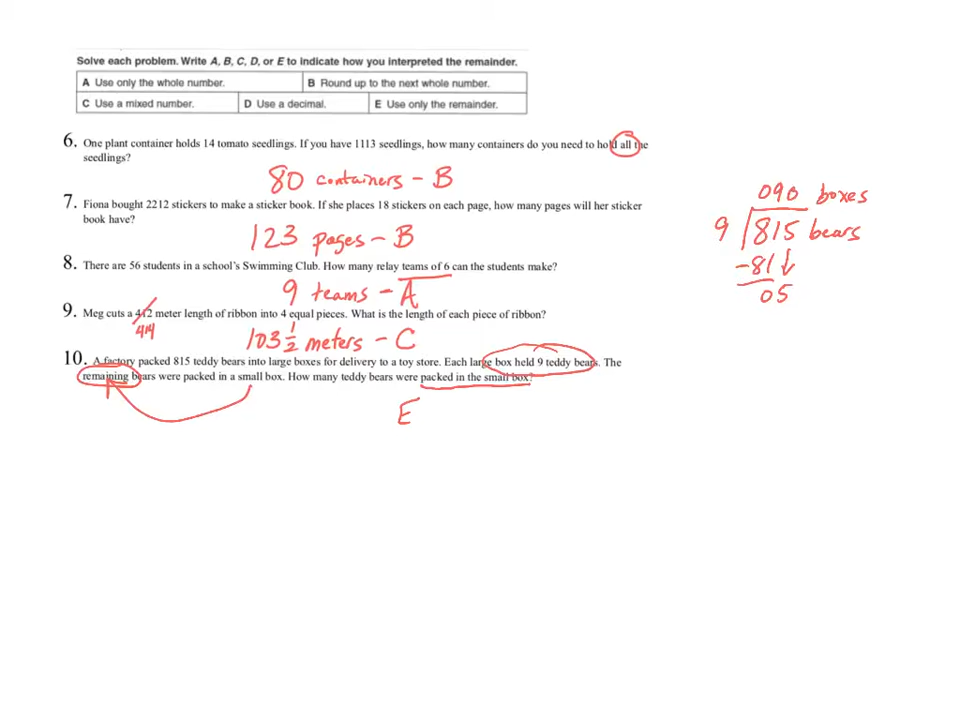 Solve each problem. Write A, B, C, D, or E to indicate how you interpreted the remainder.
A Use only the whole number. B Round up to the next whole number.
C Use a mixed number. D Use a decimal. E Use only the remainder.
6. One plant container holds 14 tomato seedlings. If you have 1113 seedlings, how many containers do you need to hold all the
seedlings?
80 containers - B
7. Fiona bought 2212 stickers to make a sticker book. If she places 18 stickers on each page, how many pages will her sticker
book have?
123 pages - B
8. There are 56 students in a school's Swimming Club. How many relay teams of 6 can the students make?
9 teams - A
9. Meg cuts a 412 meter length of ribbon into 4 equal pieces. What is the length of each piece of ribbon?
414
103 1/2 meters - C
10. A factory packed 815 teddy bears into large boxes for delivery to a toy store. Each large box held 9 teddy bears. The
remaining bears were packed in a small box. How many teddy bears were packed in the small box?
E
090 boxes
9 815 bears
-81
05